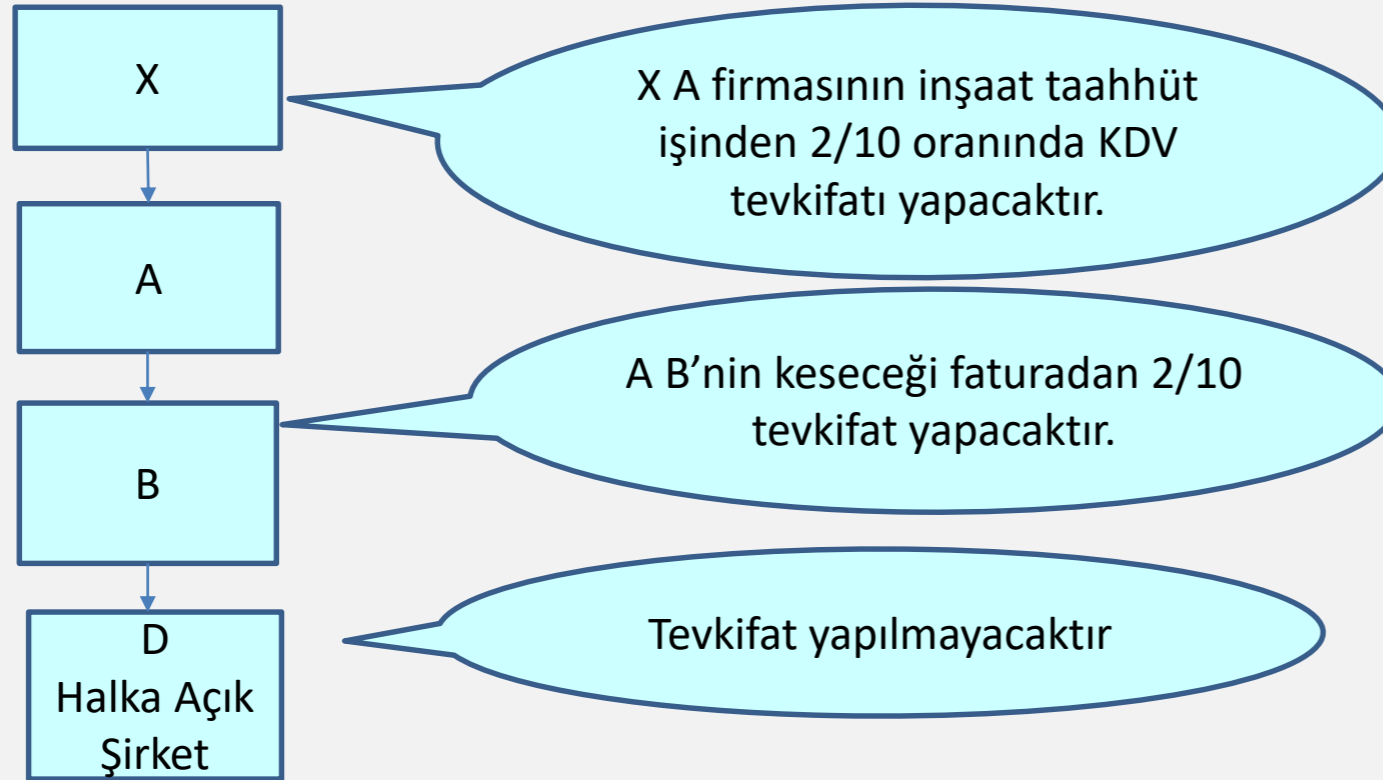 X
X A firmasının inşaat taahhüt
işinden 2/10 oranında KDV
tevkifatı yapacaktır.
A
A B’nin keseceği faturadan 2/10
tevkifat yapacaktır.
B
Tevkifat yapılmayacaktır
D
Halka Açık
Şirket